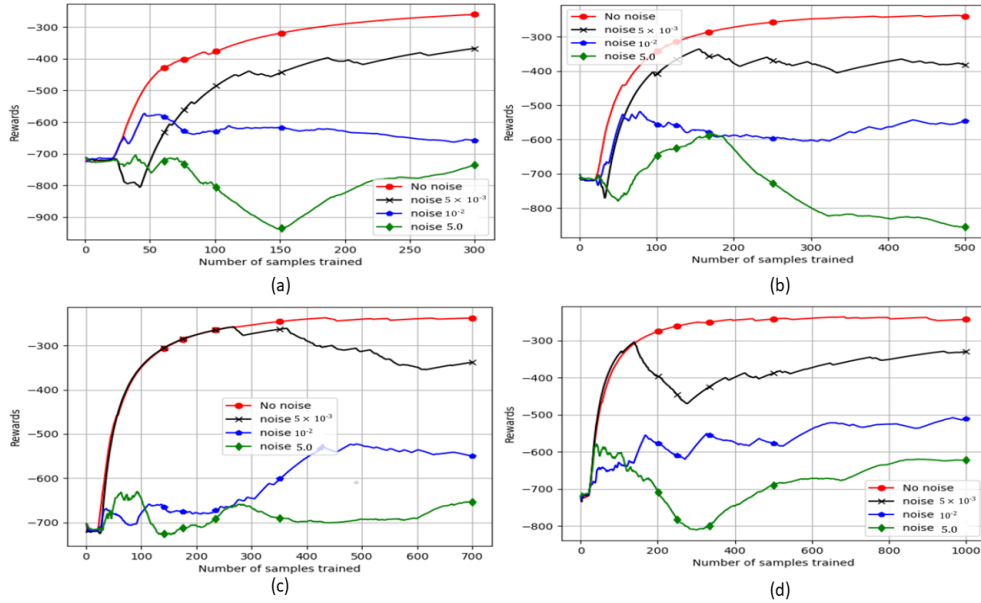 -300
-400
-500
-600
-700
-800
-900
Rewards
No noise
noise 5 × 10⁻³
noise 10⁻²
noise 5.0
0
50
100
150
200
250
300
Number of samples trained
(a)
-200
-300
-400
-500
-600
-700
-800
Rewards
No noise
noise 5 × 10⁻³
noise 10⁻²
noise 5.0
0
100
200
300
400
500
Number of samples trained
(b)
-300
-400
-500
-600
-700
Rewards
No noise
noise 5 × 10⁻³
noise 10⁻²
noise 5.0
0
100
200
300
400
500
600
700
Number of samples trained
(c)
-300
-400
-500
-600
-700
-800
Rewards
No noise
noise 5 × 10⁻³
noise 10⁻²
noise 5.0
0
200
400
600
800
1000
Number of samples trained
(d)